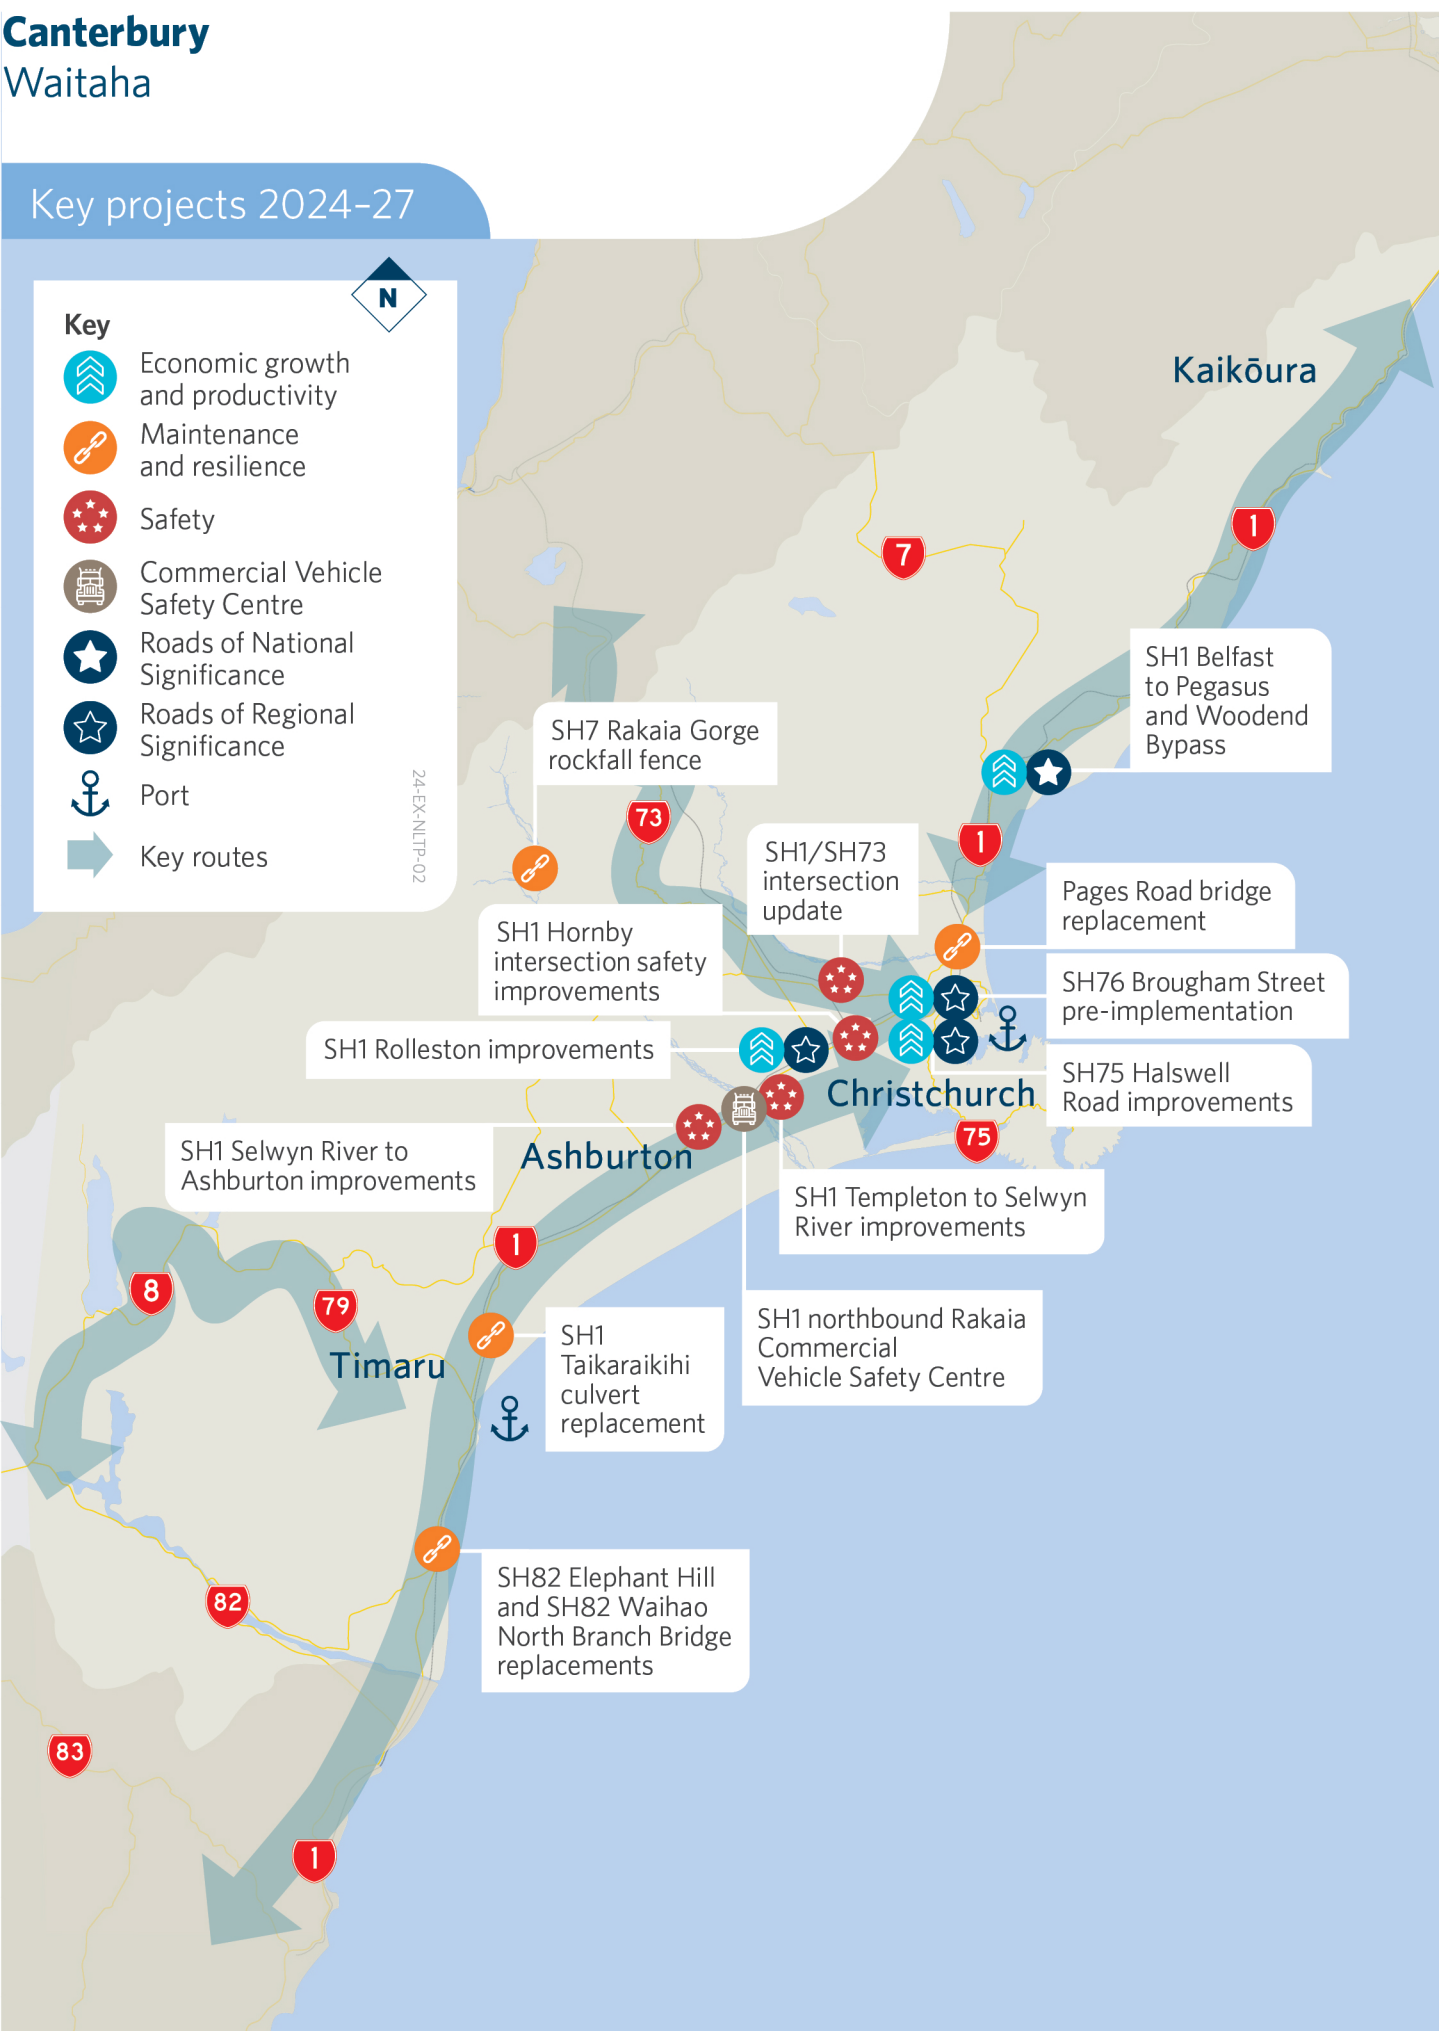 Canterbury
Waitaha
Key projects 2024–27
N
Key
Economic growth
and productivity
Maintenance
and resilience
Safety
Commercial Vehicle
Safety Centre
Roads of National
Significance
Roads of Regional
Significance
Port
Key routes
24-EX-NLTP-02
Kaikōura
1
7
SH1 Belfast
to Pegasus
and Woodend
Bypass
SH7 Rakaia Gorge
rockfall fence
73
1
SH1/SH73
intersection
update
Pages Road bridge
replacement
SH1 Hornby
intersection safety
improvements
SH76 Brougham Street
pre-implementation
SH1 Rolleston improvements
SH75 Halswell
Road improvements
Christchurch
75
SH1 Selwyn River to
Ashburton improvements
Ashburton
SH1 Templeton to Selwyn
River improvements
1
8
79
SH1 northbound Rakaia
Commercial
Vehicle Safety Centre
SH1
Taikaraikihi
culvert
replacement
Timaru
SH82 Elephant Hill
and SH82 Waihao
North Branch Bridge
replacements
82
83
1